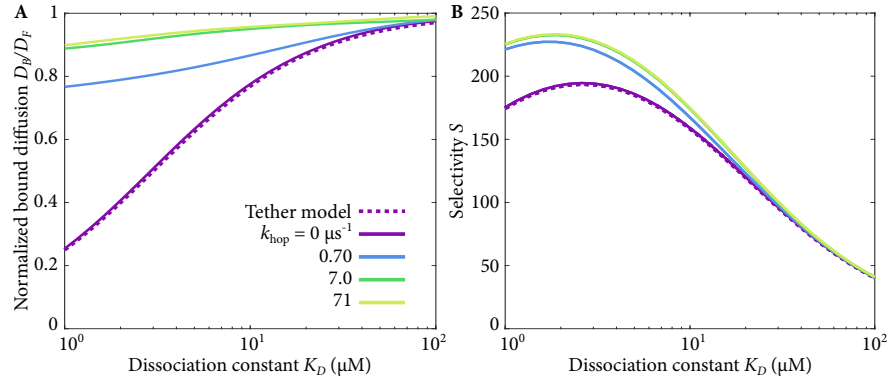 A
Normalized bound diffusion D_B/D_F
1
0.8
0.6
0.4
0.2
0
10^0
10^1
10^2
Dissociation constant K_D (µM)
Tether model
k_hop = 0 µs^-1
0.70
7.0
71
B
Selectivity S
250
200
150
100
50
0
10^0
10^1
10^2
Dissociation constant K_D (µM)